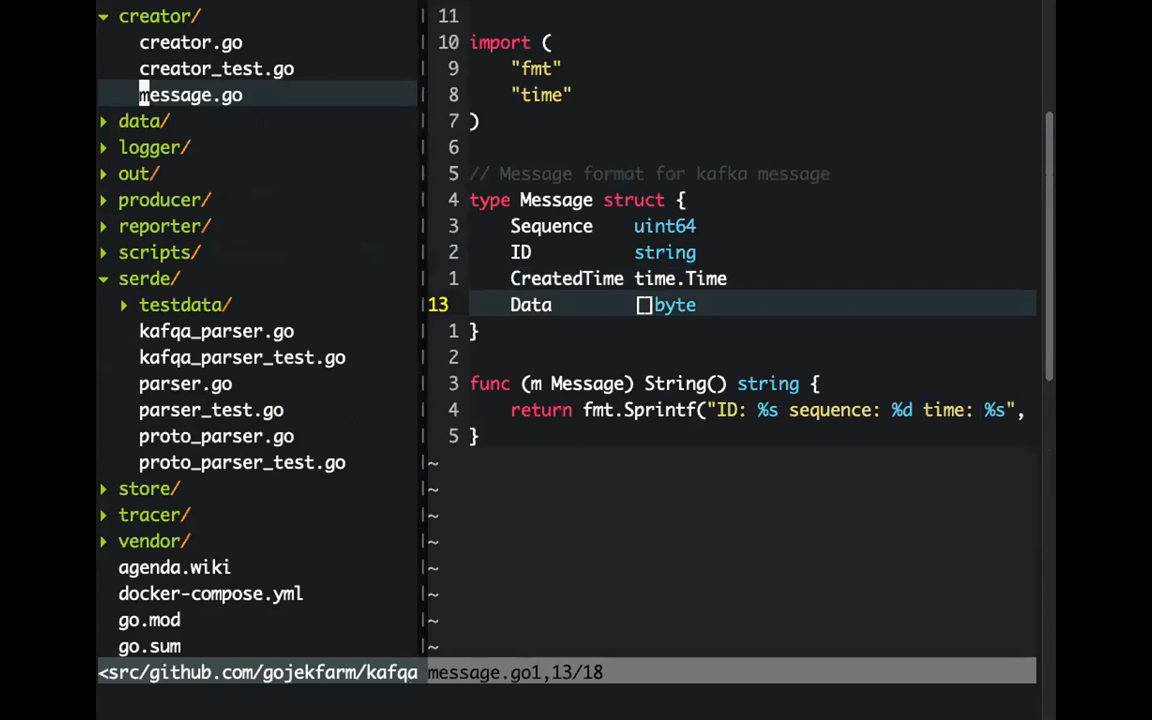 creator/
creator.go
creator_test.go
message.go
data/
logger/
out/
producer/
reporter/
scripts/
serde/
testdata/
kafqa_parser.go
kafqa_parser_test.go
parser.go
parser_test.go
proto_parser.go
proto_parser_test.go
store/
tracer/
vendor/
agenda.wiki
docker-compose.yml
go.mod
go.sum
<src/github.com/gojekfarm/kafqa
11
10 import (
9 "fmt"
8 "time"
7 )
6
5 // Message format for kafka message
4 type Message struct {
3 Sequence uint64
2 ID string
1 CreatedTime time.Time
13 Data []byte
1 }
2
3 func (m Message) String() string {
4 return fmt.Sprintf("ID: %s sequence: %d time: %s",
5 }
~
~
~
~
~
~
~
~
message.go1,13/18